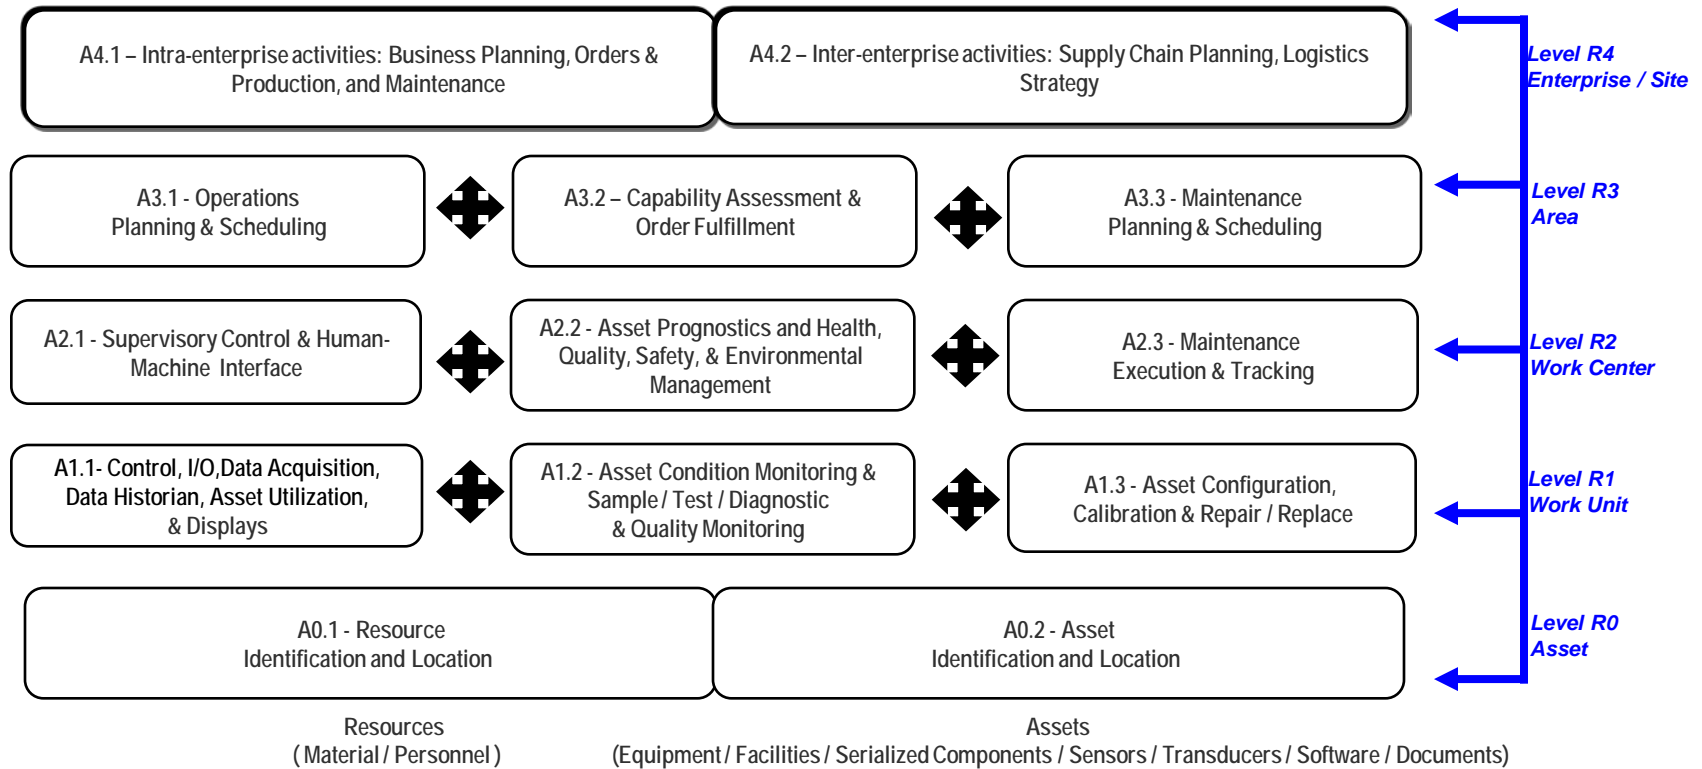 A4.1 – Intra-enterprise activities: Business Planning, Orders &
Production, and Maintenance
A4.2 – Inter-enterprise activities: Supply Chain Planning, Logistics
Strategy
Level R4
Enterprise / Site
A3.1 - Operations
Planning & Scheduling
A3.2 – Capability Assessment &
Order Fulfillment
A3.3 - Maintenance
Planning & Scheduling
Level R3
Area
A2.1 - Supervisory Control & Human-
Machine Interface
A2.2 - Asset Prognostics and Health,
Quality, Safety, & Environmental
Management
A2.3 - Maintenance
Execution & Tracking
Level R2
Work Center
A1.1- Control, I/O,Data Acquisition,
Data Historian, Asset Utilization,
& Displays
A1.2 - Asset Condition Monitoring &
Sample / Test / Diagnostic
& Quality Monitoring
A1.3 - Asset Configuration,
Calibration & Repair / Replace
Level R1
Work Unit
A0.1 - Resource
Identification and Location
A0.2 - Asset
Identification and Location
Level R0
Asset
Resources
( Material / Personnel )
Assets
(Equipment / Facilities / Serialized Components / Sensors / Transducers / Software / Documents)